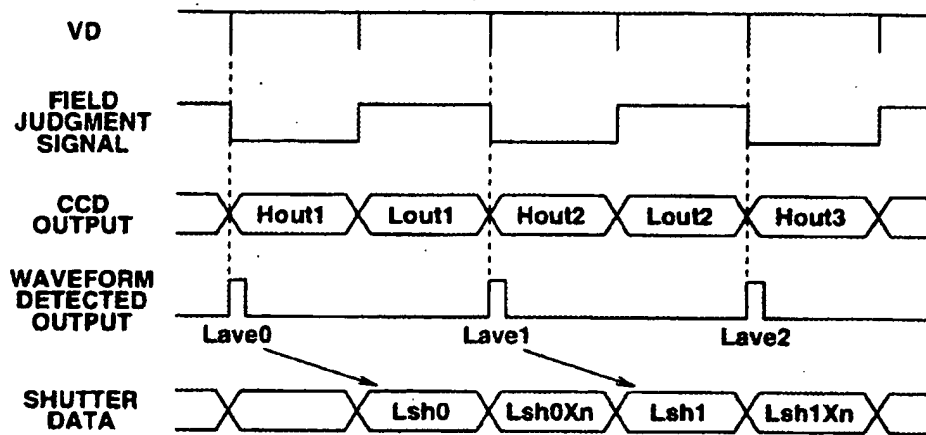 VD
FIELD
JUDGMENT
SIGNAL
CCD
OUTPUT
Hout1 Lout1 Hout2 Lout2 Hout3
WAVEFORM
DETECTED
OUTPUT
Lave0 Lave1 Lave2
SHUTTER
DATA
Lsh0 Lsh0Xn Lsh1 Lsh1Xn